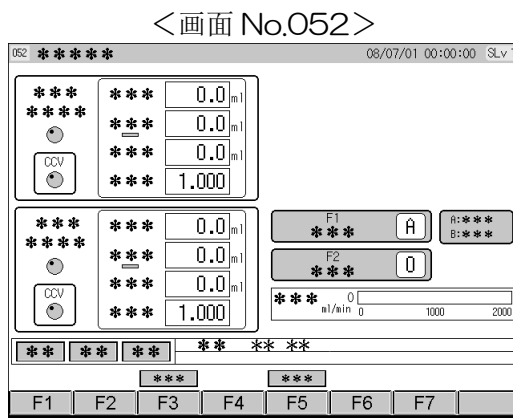 ＜画面 No.052＞
052 ＊＊＊＊＊ 08/07/01 00:00:00 SLv 1
＊＊＊
＊＊＊＊
CCV
＊＊＊ 0.0 ml
＊＊＊ 0.0 ml
＊＊＊ 0.0 ml
＊＊＊ 1.000
＊＊＊
＊＊＊＊
CCV
＊＊＊ 0.0 ml
＊＊＊ 0.0 ml
＊＊＊ 0.0 ml
＊＊＊ 1.000
F1
＊＊＊ A
A:＊＊＊
B:＊＊＊
F2
＊＊＊ 0
＊＊＊ 0
ml/min 0 1000 2000
＊＊ ＊＊ ＊＊ ＊＊ ＊＊ ＊＊
＊＊＊ ＊＊＊
F1 F2 F3 F4 F5 F6 F7